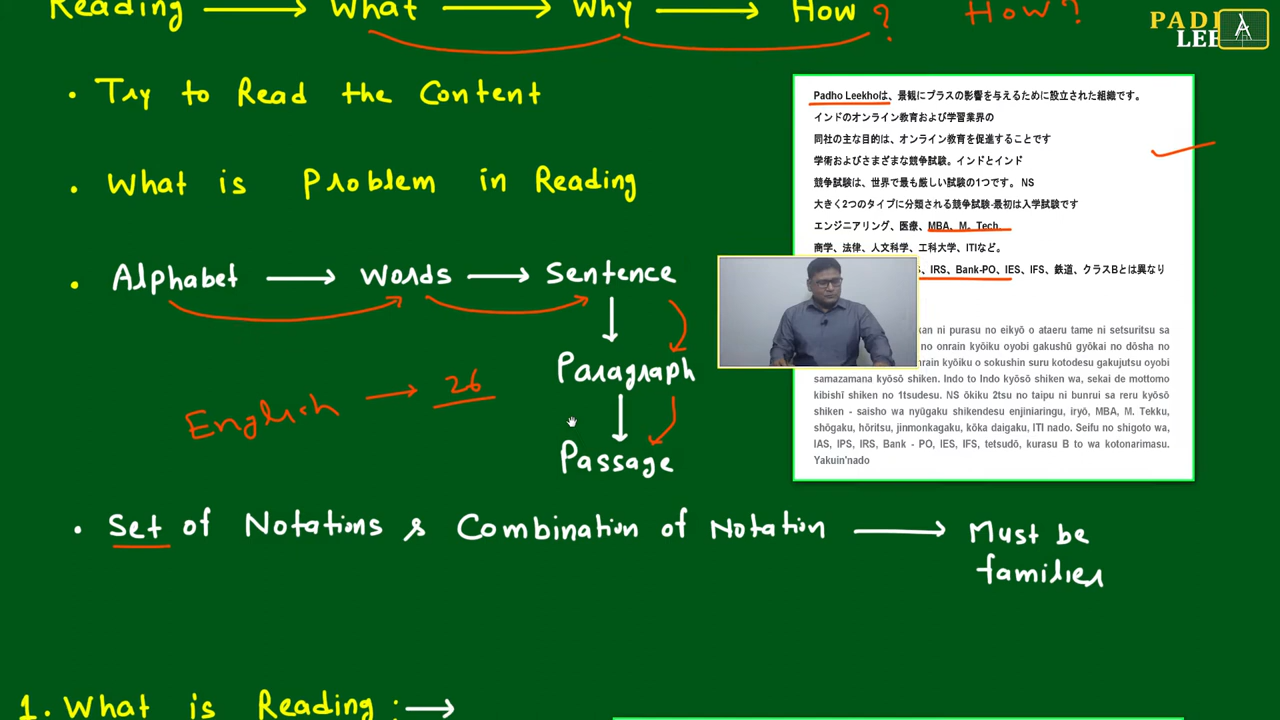 Reading → What → Why → How ? How?
PADH
LEE
• Try to Read the Content
• What is Problem in Reading
• Alphabet → Words → Sentence
Paragraph
English → 26
Passage
• Set of Notations & Combination of Notation → Must be
families
1. What is Reading :→
Padho Leekhoは、景観にプラスの影響を与えるために設立された組織です。
インドのオンライン教育および学習業界の
同社の主な目的は、オンライン教育を促進することです
学術およびさまざまな競争試験。インドとインド
競争試験は、世界で最も厳しい試験の1つです。 NS
大きく2つのタイプに分類される競争試験-最初は入学試験です
エンジニアリング、医療、MBA、M。Tech、
商学、法律、人文科学、工科大学、ITIなど。
IRS、Bank-PO、IES、IFS、鉄道、クラスBとは異なり
ni purasu no eikyō o ataeru tame ni setsuritsu sa
no onrain kyōiku oyobi gakushū gyōkai no dōsha no
kyōiku o sokushin suru kotodesu gakujutsu oyobi
samazamana kyōsō shiken. Indo to Indo kyōsō shiken wa, sekai de mottomo
kibishī shiken no 1tsudesu. NS ōkiku 2tsu no taipu ni bunrui sa reru kyōsō
shiken - saisho wa nyūgaku shikendesu enjiniaringu, iryō, MBA, M. Tekku,
shōgaku, hōritsu, jinmonkagaku, kōka daigaku, ITI nado. Seifu no shigoto wa,
IAS, IPS, IRS, Bank - PO, IES, IFS, tetsudō, kurasu B to wa kotonarimasu.
Yakuin'nado